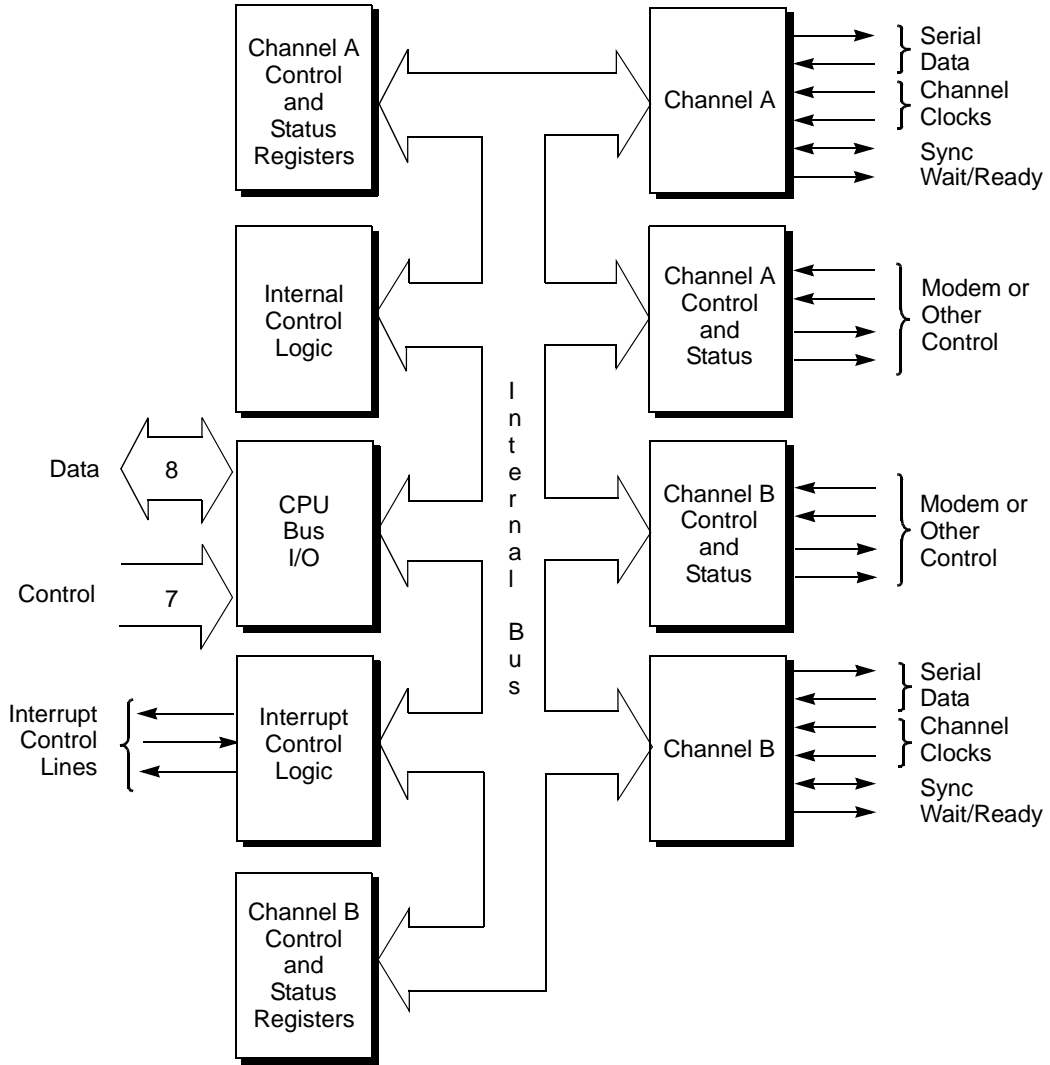 Channel A
Control
and
Status
Registers
Channel A
Serial
Data
Channel
Clocks
Sync
Wait/Ready
Internal
Control
Logic
Channel A
Control
and
Status
Modem or
Other
Control
Internal Bus
Data
8
Control
7
CPU
Bus
I/O
Channel B
Control
and
Status
Modem or
Other
Control
Interrupt
Control
Lines
Interrupt
Control
Logic
Channel B
Serial
Data
Channel
Clocks
Sync
Wait/Ready
Channel B
Control
and
Status
Registers